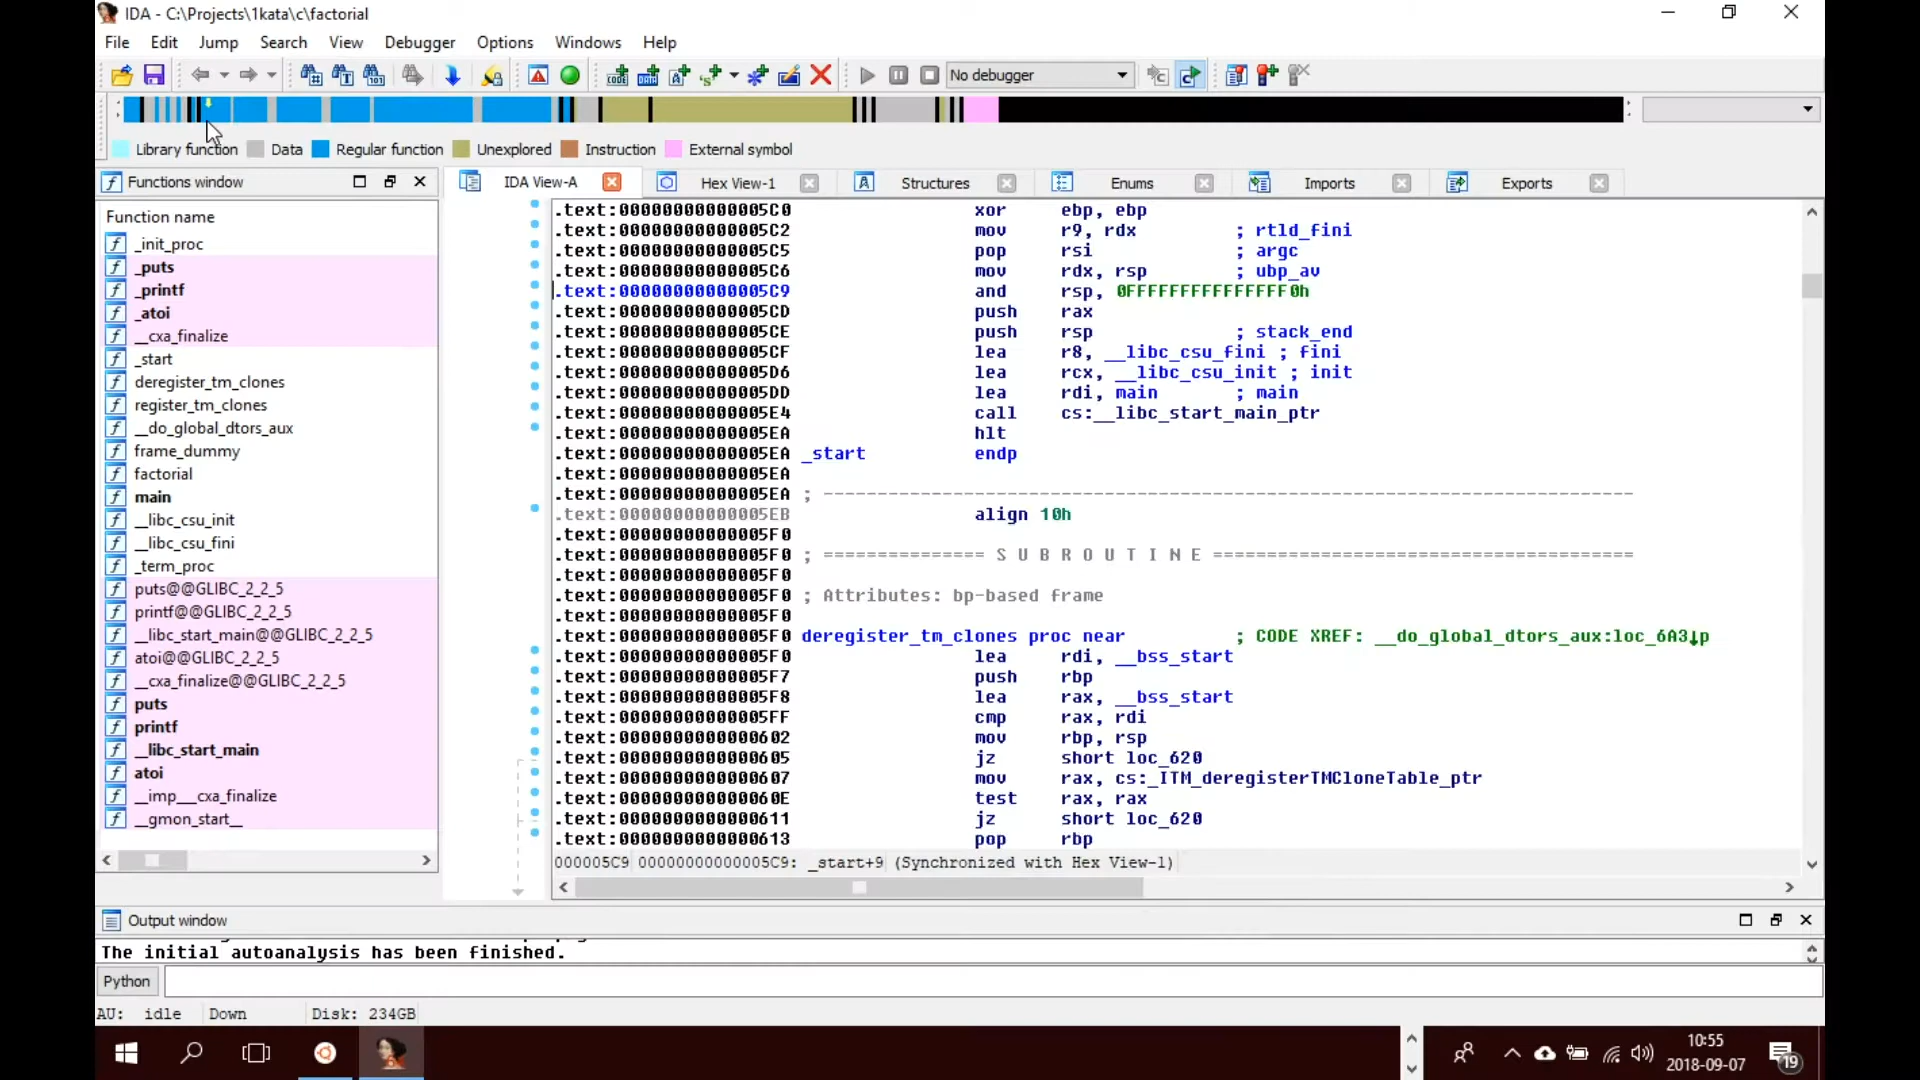 IDA - C:\Projects\1kata\c\factorial
File Edit Jump Search View Debugger Options Windows Help
No debugger
Library function Data Regular function Unexplored Instruction External symbol
Functions window
IDA View-A Hex View-1 Structures Enums Imports Exports
Function name
_init_proc
_puts
_printf
_atoi
__cxa_finalize
_start
deregister_tm_clones
register_tm_clones
__do_global_dtors_aux
frame_dummy
factorial
main
__libc_csu_init
__libc_csu_fini
_term_proc
puts@@GLIBC_2_2_5
printf@@GLIBC_2_2_5
__libc_start_main@@GLIBC_2_2_5
atoi@@GLIBC_2_2_5
__cxa_finalize@@GLIBC_2_2_5
puts
printf
__libc_start_main
atoi
__imp___cxa_finalize
__gmon_start__
.text:00000000000005C0 xor ebp, ebp
.text:00000000000005C2 mov r9, rdx ; rtld_fini
.text:00000000000005C5 pop rsi ; argc
.text:00000000000005C6 mov rdx, rsp ; ubp_av
.text:00000000000005C9 and rsp, 0FFFFFFFFFFFFFFF0h
.text:00000000000005CD push rax
.text:00000000000005CE push rsp ; stack_end
.text:00000000000005CF lea r8, __libc_csu_fini ; fini
.text:00000000000005D6 lea rcx, __libc_csu_init ; init
.text:00000000000005DD lea rdi, main ; main
.text:00000000000005E4 call cs:__libc_start_main_ptr
.text:00000000000005EA hlt
.text:00000000000005EA _start endp
.text:00000000000005EA
.text:00000000000005EA ; ---------------------------------------------------------------------------
.text:00000000000005EB align 10h
.text:00000000000005F0
.text:00000000000005F0 ; =============== S U B R O U T I N E =======================================
.text:00000000000005F0
.text:00000000000005F0 ; Attributes: bp-based frame
.text:00000000000005F0
.text:00000000000005F0 deregister_tm_clones proc near ; CODE XREF: __do_global_dtors_aux:loc_6A3↓p
.text:00000000000005F0 lea rdi, __bss_start
.text:00000000000005F7 push rbp
.text:00000000000005F8 lea rax, __bss_start
.text:00000000000005FF cmp rax, rdi
.text:0000000000000602 mov rbp, rsp
.text:0000000000000605 jz short loc_620
.text:0000000000000607 mov rax, cs:_ITM_deregisterTMCloneTable_ptr
.text:000000000000060E test rax, rax
.text:0000000000000611 jz short loc_620
.text:0000000000000613 pop rbp
000005C9 00000000000005C9: _start+9 (Synchronized with Hex View-1)
Output window
The initial autoanalysis has been finished.
Python
AU: idle Down Disk: 234GB
10:55
2018-09-07
19